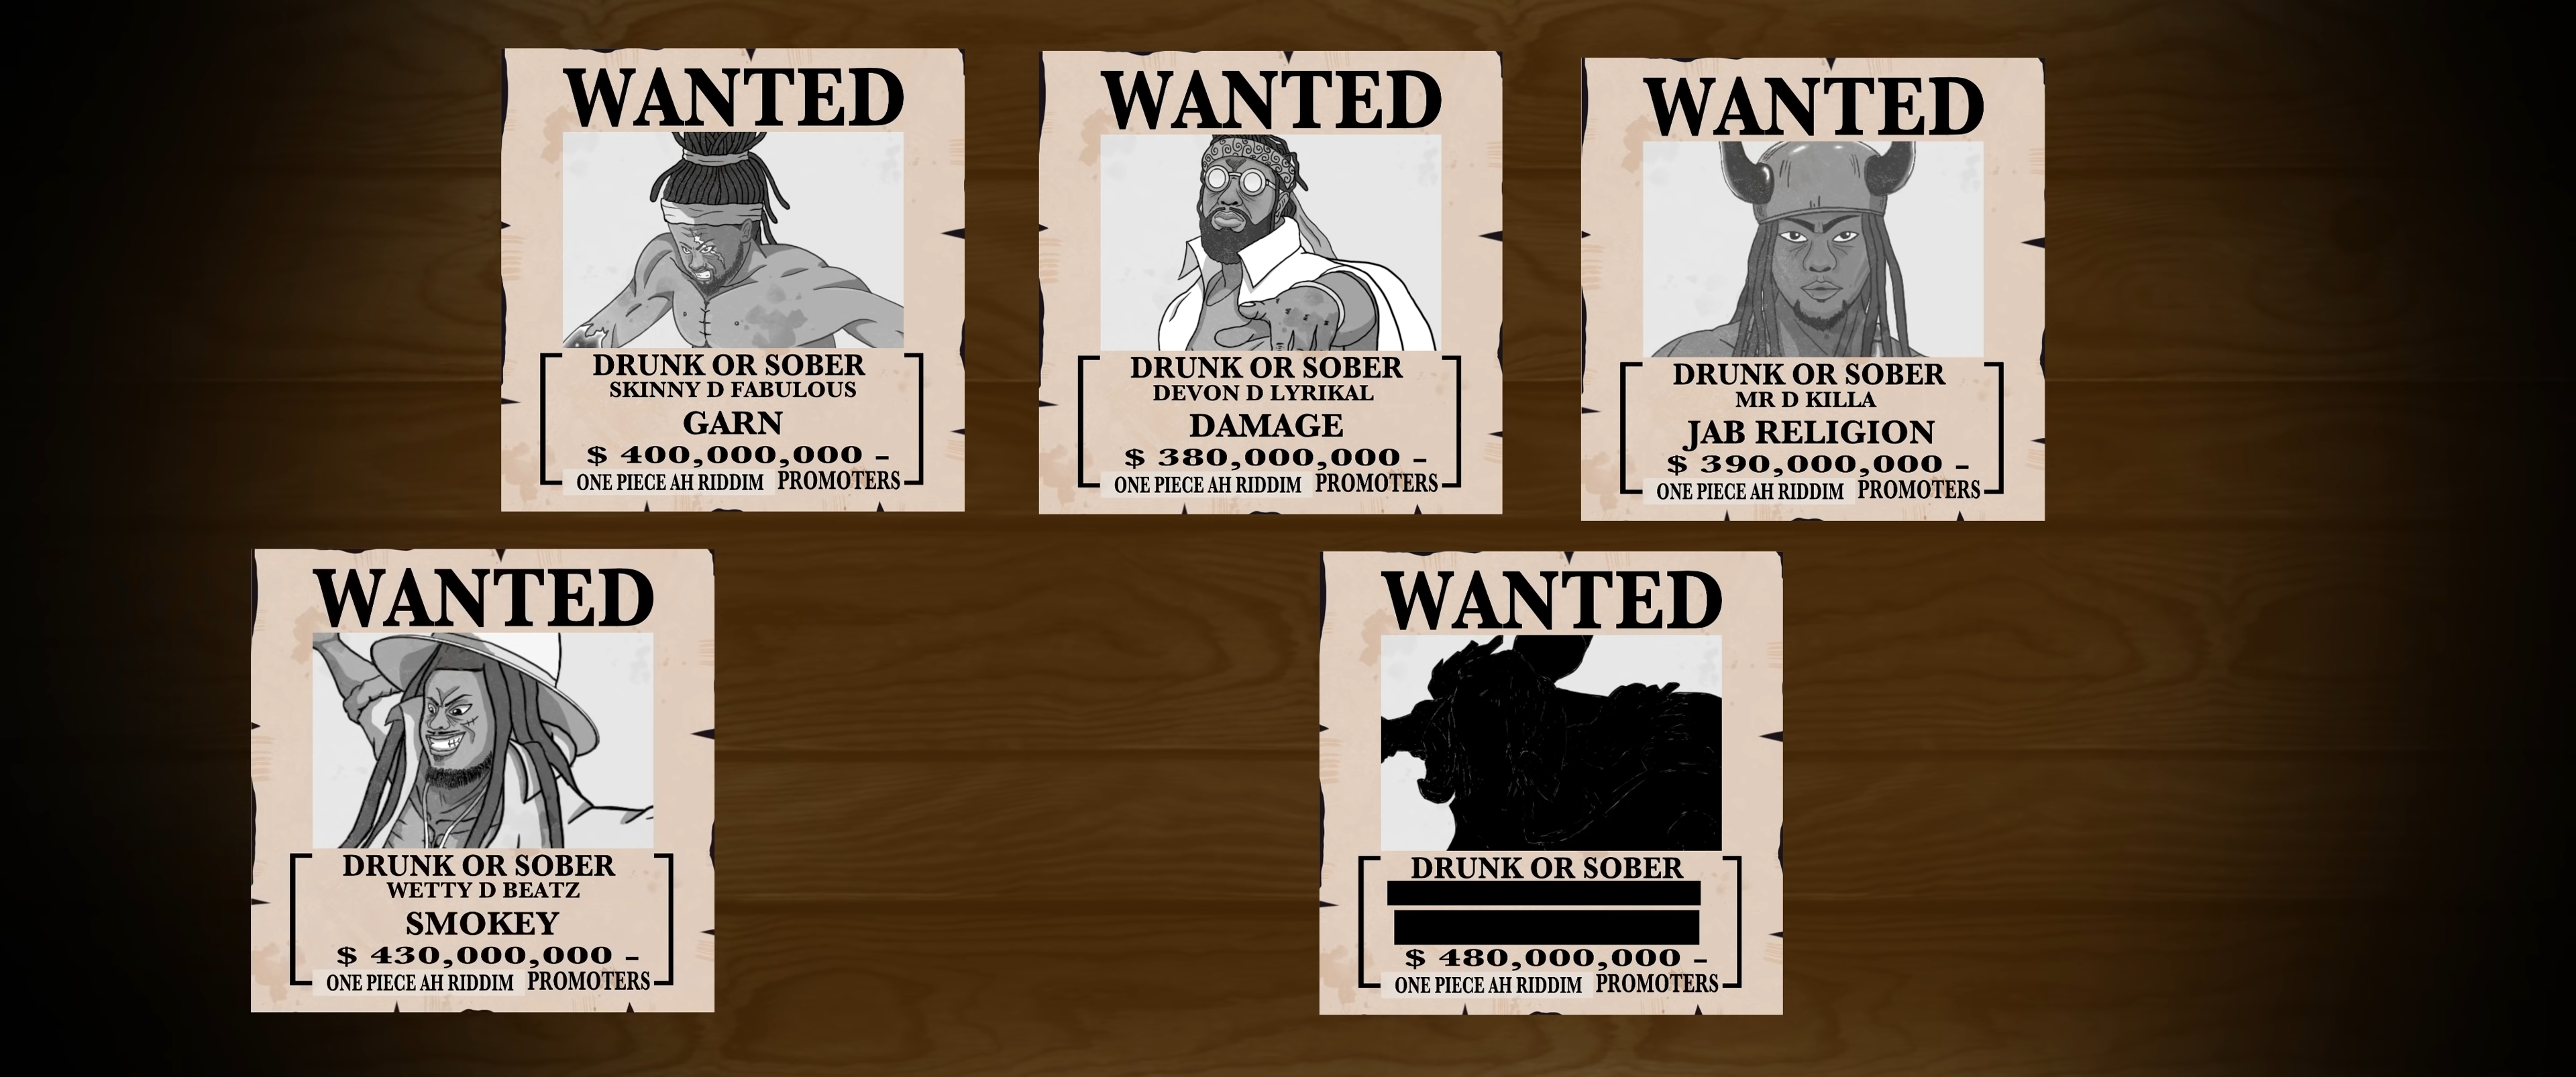 WANTED
DRUNK OR SOBER
SKINNY D FABULOUS
GARN
$ 400,000,000 -
ONE PIECE AH RIDDIM PROMOTERS
WANTED
DRUNK OR SOBER
DEVON D LYRIKAL
DAMAGE
$ 380,000,000 -
ONE PIECE AH RIDDIM PROMOTERS
WANTED
DRUNK OR SOBER
MR D KILLA
JAB RELIGION
$ 390,000,000 -
ONE PIECE AH RIDDIM PROMOTERS
WANTED
DRUNK OR SOBER
WETTY D BEATZ
SMOKEY
$ 430,000,000 -
ONE PIECE AH RIDDIM PROMOTERS
WANTED
DRUNK OR SOBER
$ 480,000,000 -
ONE PIECE AH RIDDIM PROMOTERS